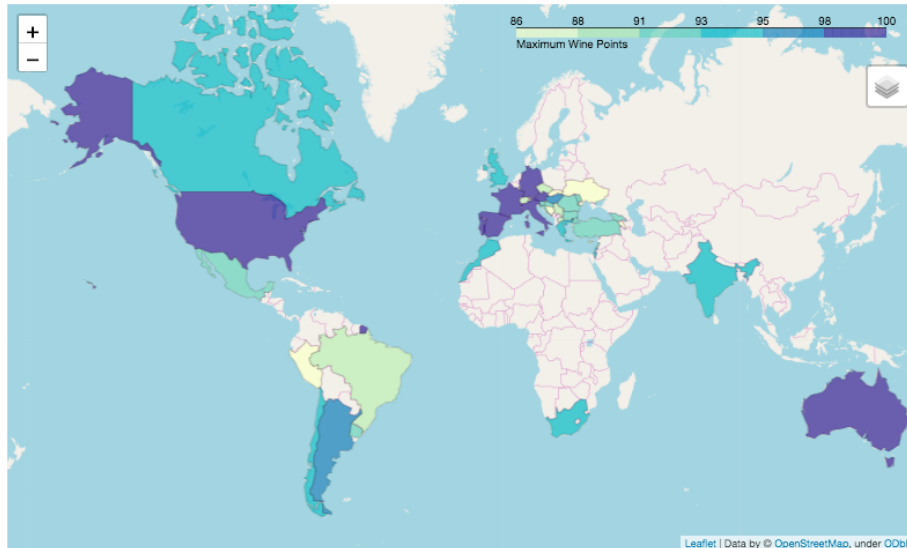 +
−
86 88 91 93 95 98 100
Maximum Wine Points
Leaflet | Data by © OpenStreetMap, under ODbl